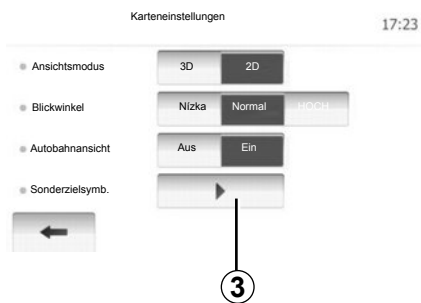 Karteneinstellungen
17:23
Ansichtsmodus 3D 2D
Blickwinkel Nízka Normal HOCH
Autobahnansicht Aus Ein
Sonderzielsymb.
3